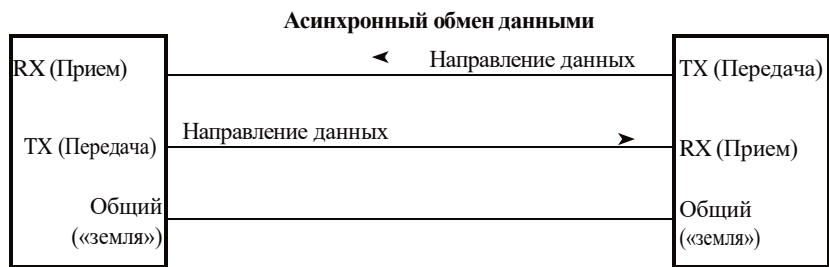 Асинхронный обмен данными
RX (Прием)
Направление данных
TX (Передача)
TX (Передача)
Направление данных
RX (Прием)
Общий
(«земля»)
Общий
(«земля»)